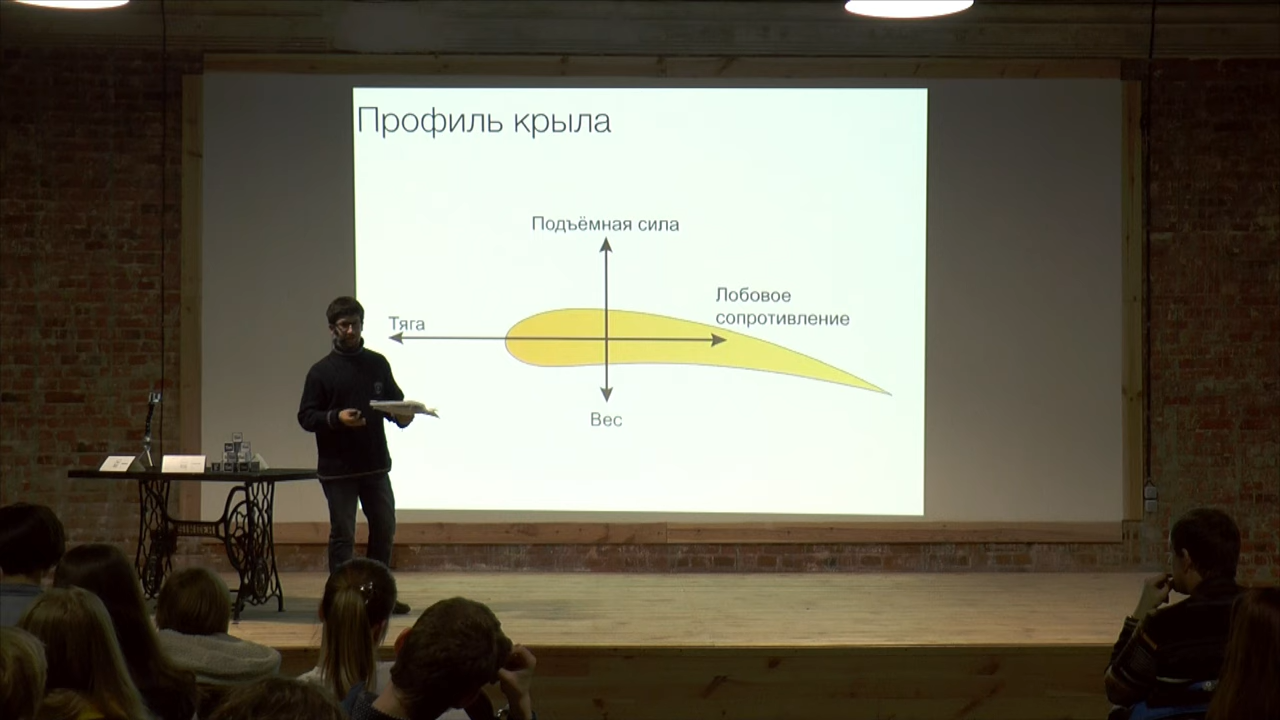 Профиль крыла
Подъёмная сила
Лобовое
сопротивление
Тяга
Вес